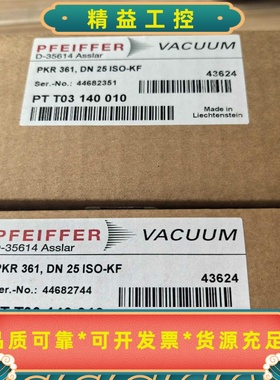 精益工控
PFEIFFER VACUUM
D-35614 Asslar
PKR 361, DN 25 ISO-KF 43624
Ser.-No.: 44682351
PT T03 140 010 Made in
Liechtenstein
PFEIFFER VACUUM
-35614 Asslar
PKR 361, DN 25 ISO-KF
43624
Ser.-No.: 44682744
品质可靠*可开发票*货源充足